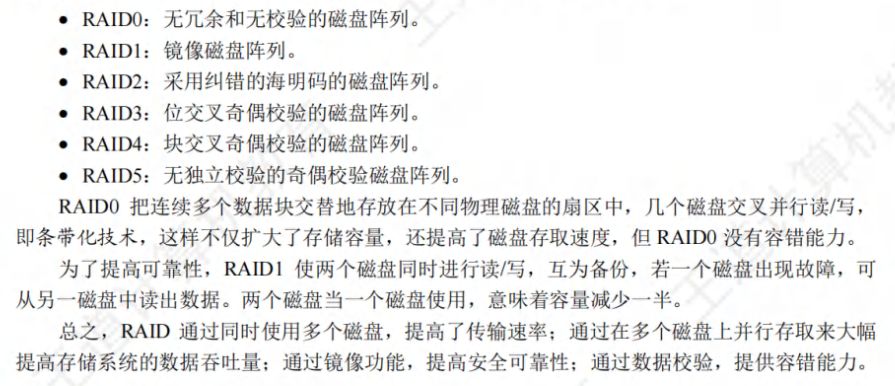 ● RAID0：无冗余和无校验的磁盘阵列。
● RAID1：镜像磁盘阵列。
● RAID2：采用纠错的海明码的磁盘阵列。
● RAID3：位交叉奇偶校验的磁盘阵列。
● RAID4：块交叉奇偶校验的磁盘阵列。
● RAID5：无独立校验的奇偶校验磁盘阵列。
RAID0 把连续多个数据块交替地存放在不同物理磁盘的扇区中，几个磁盘交叉并行读/写，
即条带化技术，这样不仅扩大了存储容量，还提高了磁盘存取速度，但 RAID0 没有容错能力。
为了提高可靠性，RAID1 使两个磁盘同时进行读/写，互为备份，若一个磁盘出现故障，可
从另一磁盘中读出数据。两个磁盘当一个磁盘使用，意味着容量减少一半。
总之，RAID 通过同时使用多个磁盘，提高了传输速率；通过在多个磁盘上并行存取来大幅
提高存储系统的数据吞吐量；通过镜像功能，提高安全可靠性；通过数据校验，提供容错能力。